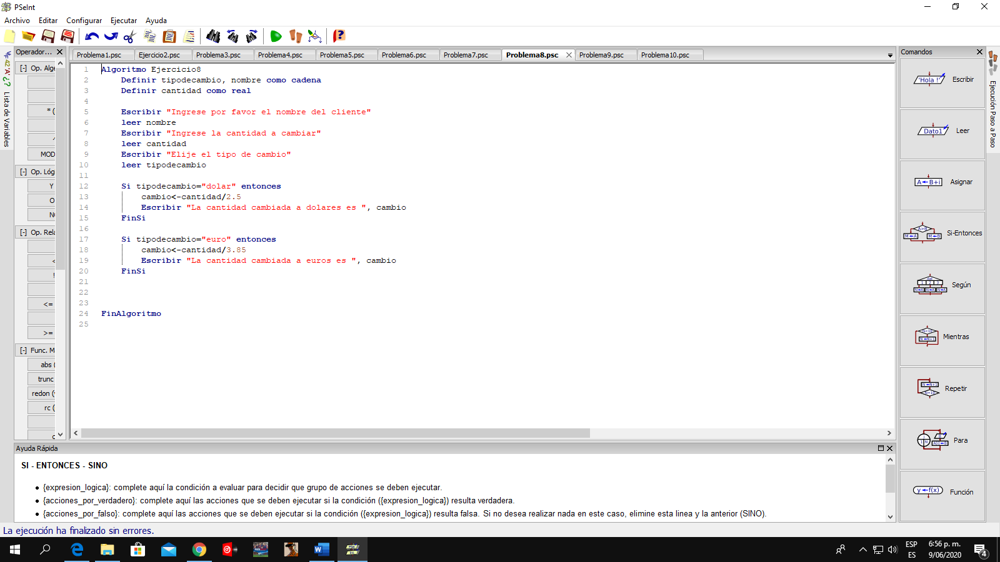 PSeInt
Archivo Editar Configurar Ejecutar Ayuda
Operador...
Problema1.psc Ejercicio2.psc Problema3.psc Problema4.psc Problema5.psc Problema6.psc Problema7.psc Problema8.psc Problema9.psc Problema10.psc
Comandos
Lista de Variables
[-] Op. Alge
* (
MOD
[-] Op. Lóg
Y
O
[-] Op. Rela
<=
>=
[-] Func. M
abs (
trunc
redon (
rc (
1 Algoritmo Ejercicio8
2 Definir tipodecambio, nombre como cadena
3 Definir cantidad como real
4
5 Escribir "Ingrese por favor el nombre del cliente"
6 leer nombre
7 Escribir "Ingrese la cantidad a cambiar"
8 leer cantidad
9 Escribir "Elije el tipo de cambio"
10 leer tipodecambio
11
12 Si tipodecambio="dolar" entonces
13 cambio<-cantidad/2.5
14 Escribir "La cantidad cambiada a dolares es ", cambio
15 FinSi
16
17 Si tipodecambio="euro" entonces
18 cambio<-cantidad/3.85
19 Escribir "La cantidad cambiada a euros es ", cambio
20 FinSi
21
22
23
24 FinAlgoritmo
25
'Hola !' Escribir
Dato1 Leer
A←B+i Asignar
Si-Entonces
Según
Mientras
Repetir
Para
y←f(x) Función
Ejecución Paso a Paso
Ayuda Rápida
SI - ENTONCES - SINO
• {expresion_logica}: complete aquí la condición a evaluar para decidir que grupo de acciones se deben ejecutar.
• {acciones_por_verdadero}: complete aquí las acciones que se deben ejecutar si la condición ({expresion_logica}) resulta verdadera.
• {acciones_por_falso}: complete aquí las acciones que se deben ejecutar si la condición ({expresion_logica}) resulta falsa. Si no desea realizar nada en este caso, elimine esta linea y la anterior (SINO).
La ejecución ha finalizado sin errores.
ESP
ES
6:56 p. m.
9/06/2020
4